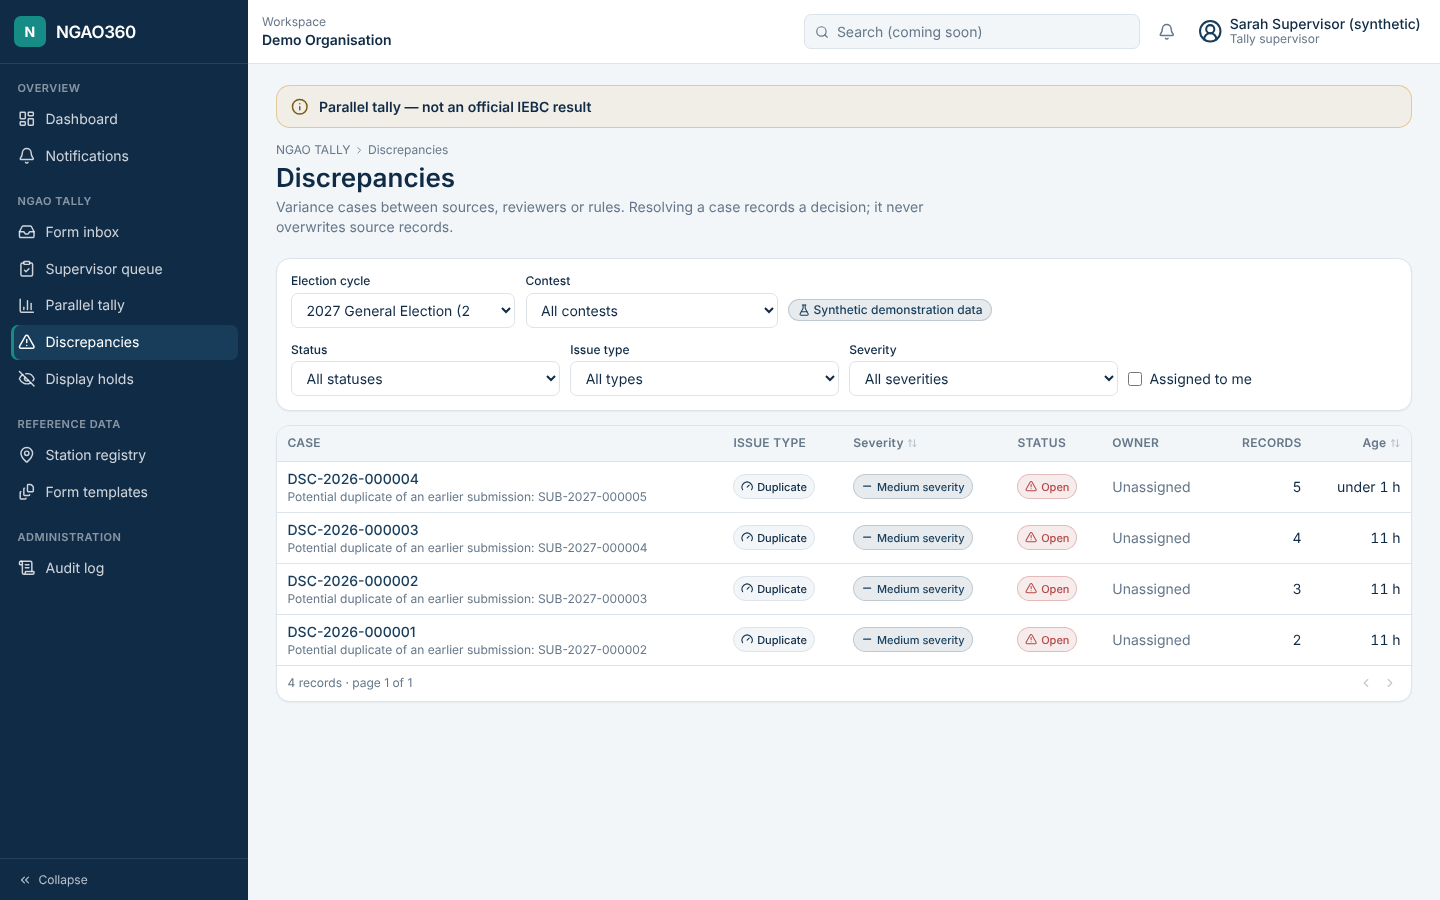 N NGAO360
Workspace
Demo Organisation
Search (coming soon)
Sarah Supervisor (synthetic)
Tally supervisor
OVERVIEW
Dashboard
Notifications
NGAO TALLY
Form inbox
Supervisor queue
Parallel tally
Discrepancies
Display holds
REFERENCE DATA
Station registry
Form templates
ADMINISTRATION
Audit log
Collapse
Parallel tally — not an official IEBC result
NGAO TALLY > Discrepancies
Discrepancies
Variance cases between sources, reviewers or rules. Resolving a case records a decision; it never
overwrites source records.
Election cycle Contest
2027 General Election (2 All contests Synthetic demonstration data
Status Issue type Severity
All statuses All types All severities Assigned to me
CASE ISSUE TYPE Severity STATUS OWNER RECORDS Age
DSC-2026-000004
Potential duplicate of an earlier submission: SUB-2027-000005
Duplicate Medium severity Open Unassigned 5 under 1 h
DSC-2026-000003
Potential duplicate of an earlier submission: SUB-2027-000004
Duplicate Medium severity Open Unassigned 4 11 h
DSC-2026-000002
Potential duplicate of an earlier submission: SUB-2027-000003
Duplicate Medium severity Open Unassigned 3 11 h
DSC-2026-000001
Potential duplicate of an earlier submission: SUB-2027-000002
Duplicate Medium severity Open Unassigned 2 11 h
4 records · page 1 of 1